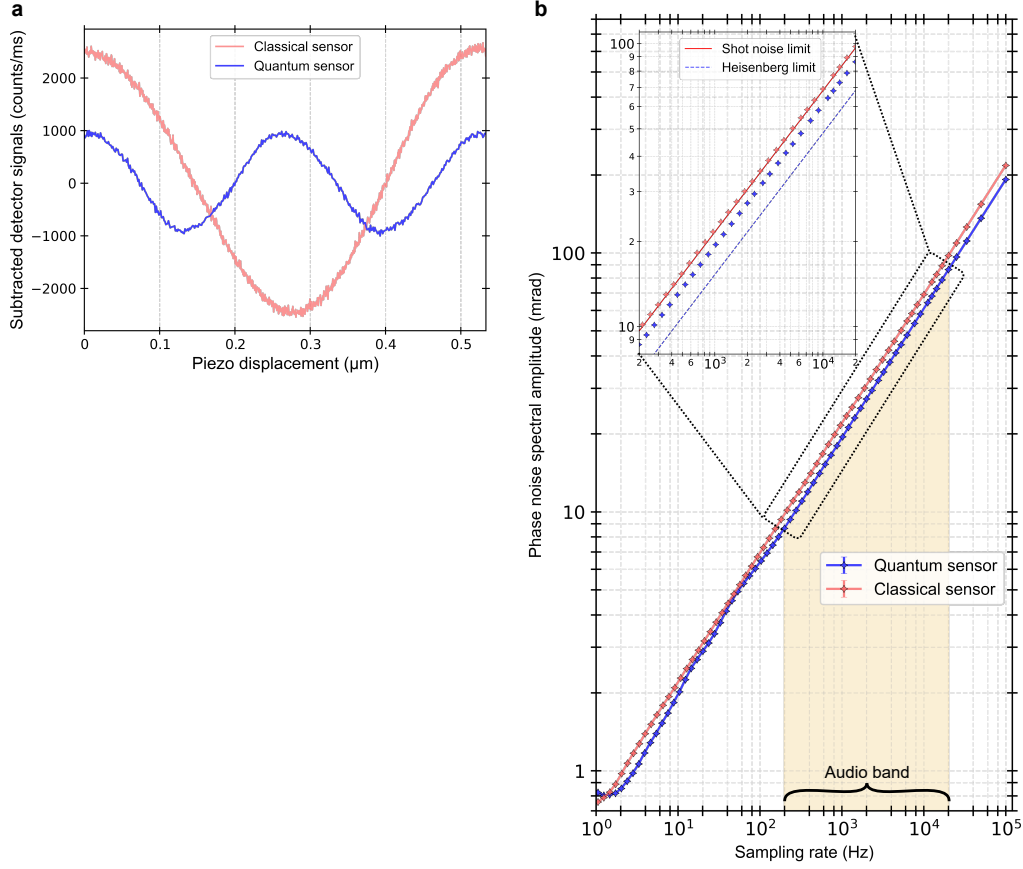 a
Subtracted detector signals (counts/ms)
Classical sensor
Quantum sensor
2000
1000
0
−1000
−2000
0
0.1
0.2
0.3
0.4
0.5
Piezo displacement (μm)
b
Phase noise spectral amplitude (mrad)
100
10
1
Shot noise limit
Heisenberg limit
100
9
8
7
6
5
4
3
2
10
9
2 4 6 10³ 2 4 6 10⁴ 2
Quantum sensor
Classical sensor
Audio band
10⁰ 10¹ 10² 10³ 10⁴ 10⁵
Sampling rate (Hz)